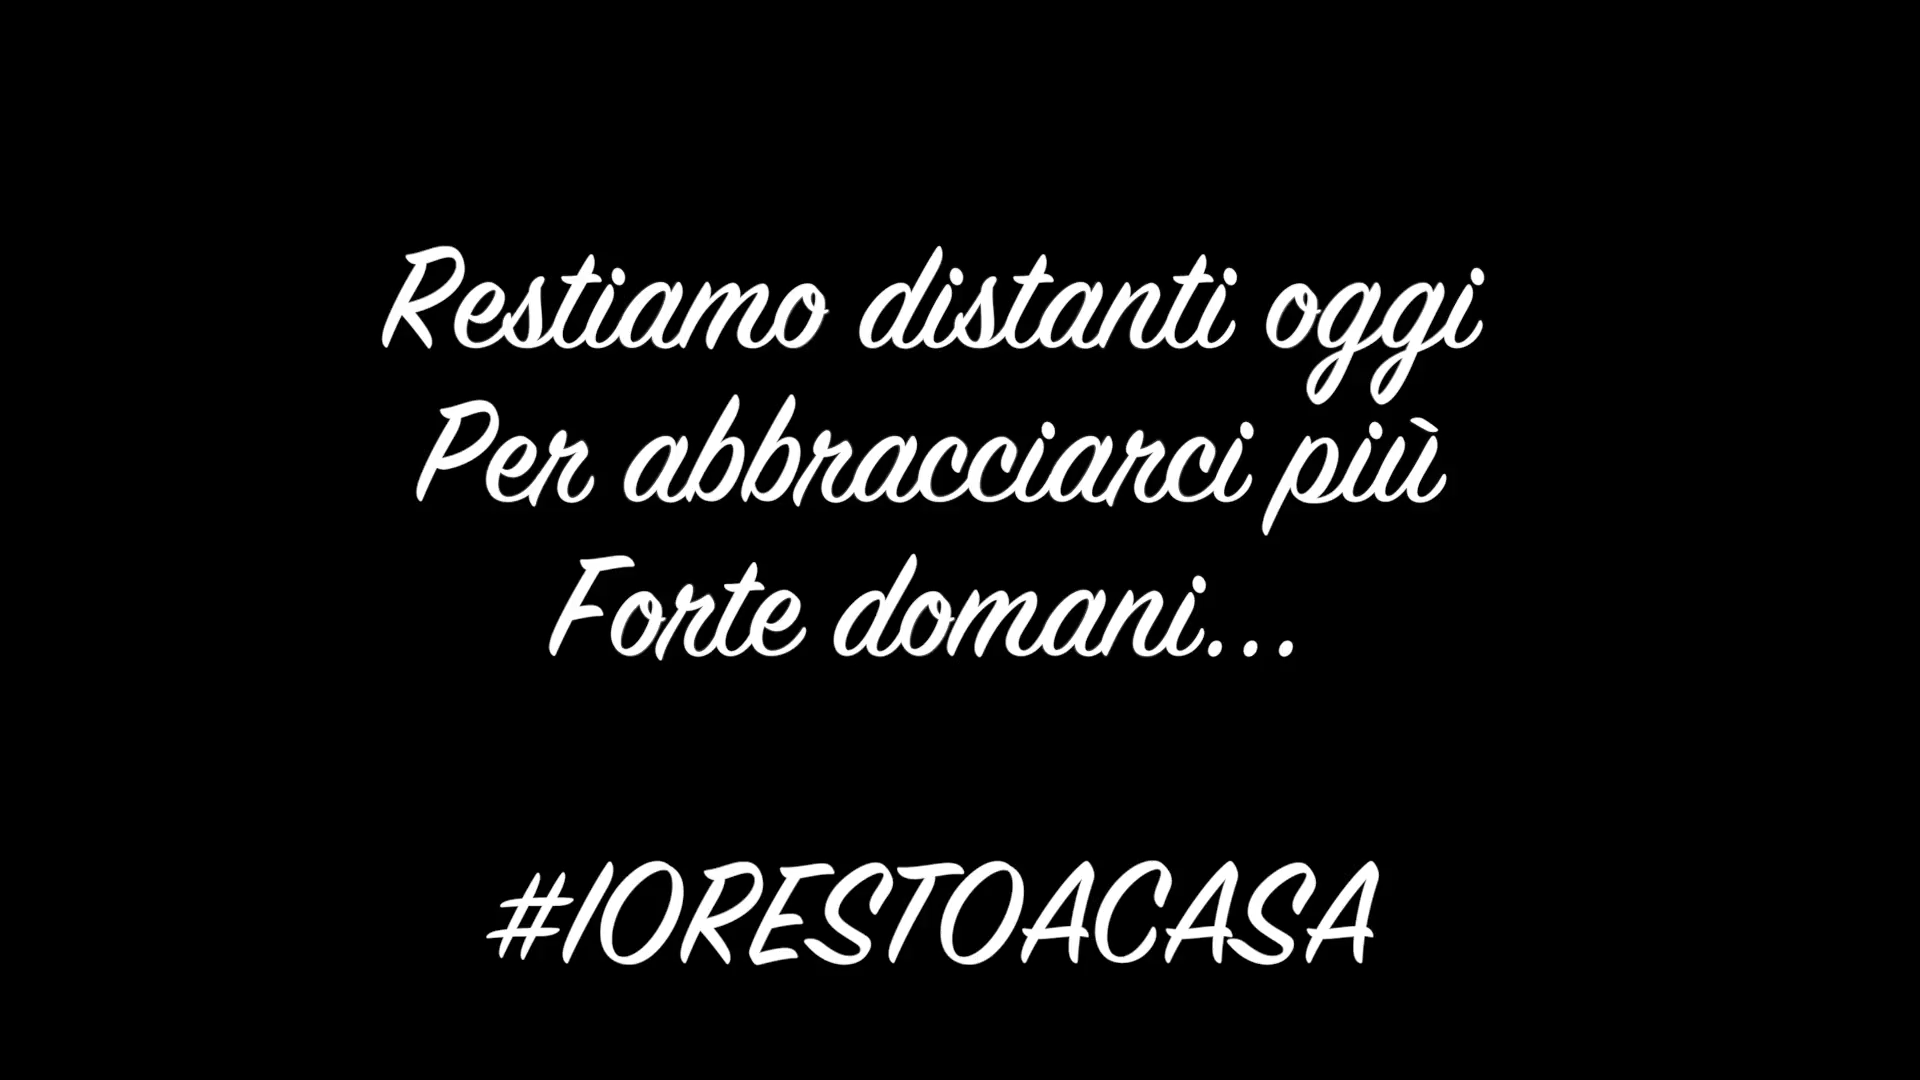 Restiamo distanti oggi
Per abbracciarci più
Forte domani...
#IORESTOACASA